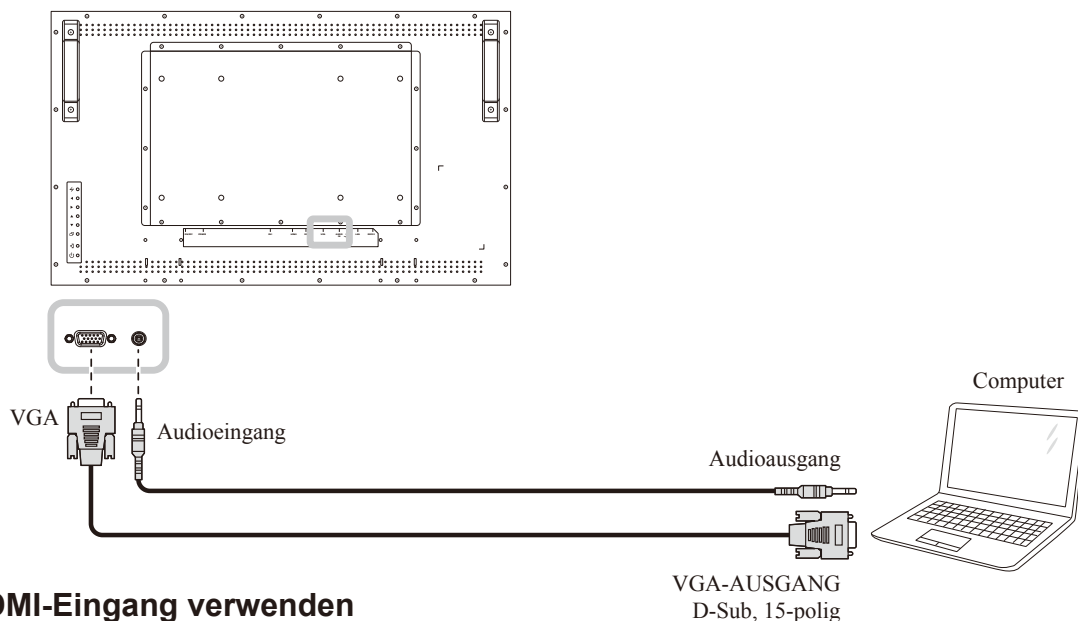 Computer
VGA
Audioeingang
Audioausgang
VGA-AUSGANG
D-Sub, 15-polig
DMI-Eingang verwenden